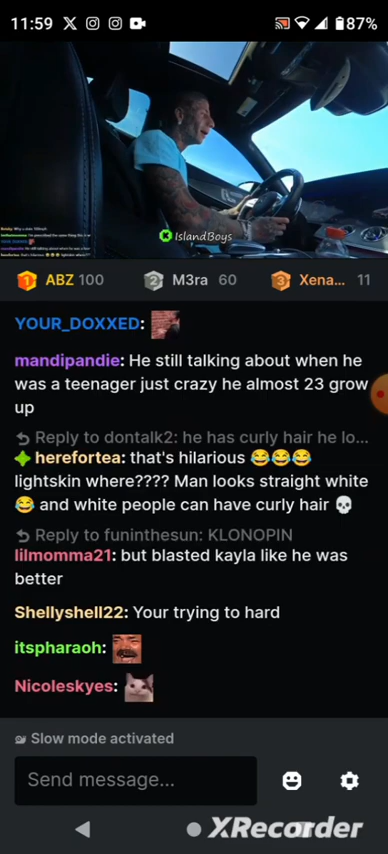 11:59
87%
IslandBoys
1 ABZ 100
2 M3ra 60
3 Xena... 11
YOUR_DOXXED:
mandipandie: He still talking about when he
was a teenager just crazy he almost 23 grow
up
Reply to dontalk2: he has curly hair he lo...
herefortea: that's hilarious 😂😂😂
lightskin where???? Man looks straight white
😂 and white people can have curly hair 💀
Reply to funinthesun: KLONOPIN
lilmomma21: but blasted kayla like he was
better
Shellyshell22: Your trying to hard
itspharaoh:
Nicoleskyes:
Slow mode activated
Send message...
XRecorder